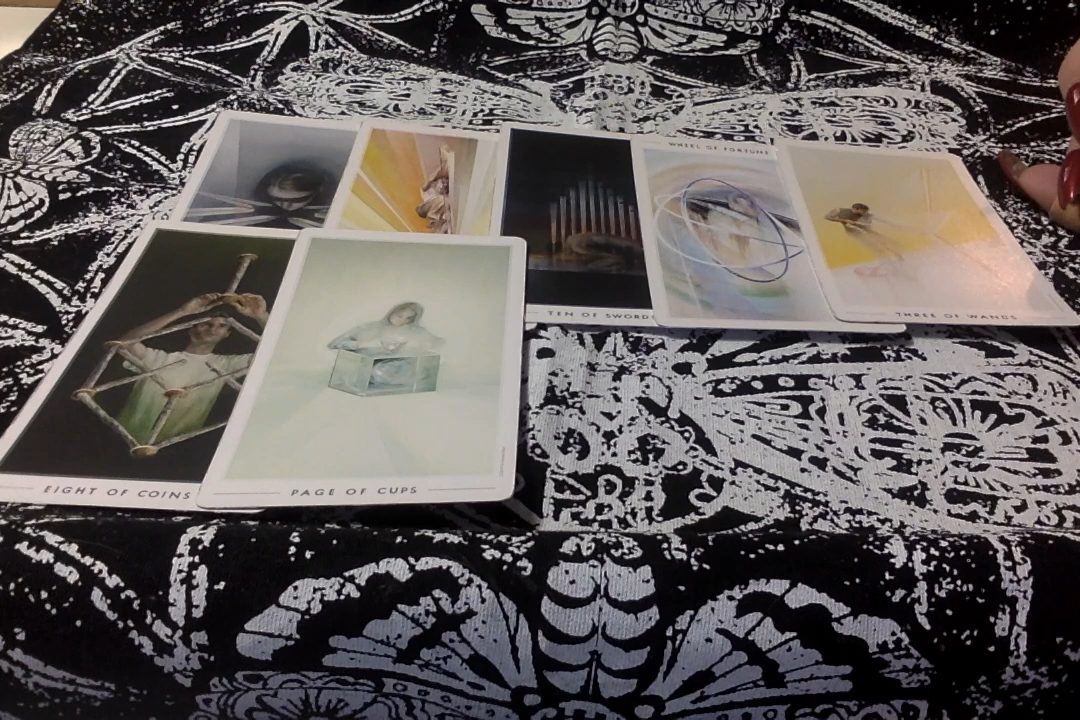 WHEEL OF FORTUNE
TEN OF SWORDS
THREE OF WANDS
EIGHT OF COINS
PAGE OF CUPS